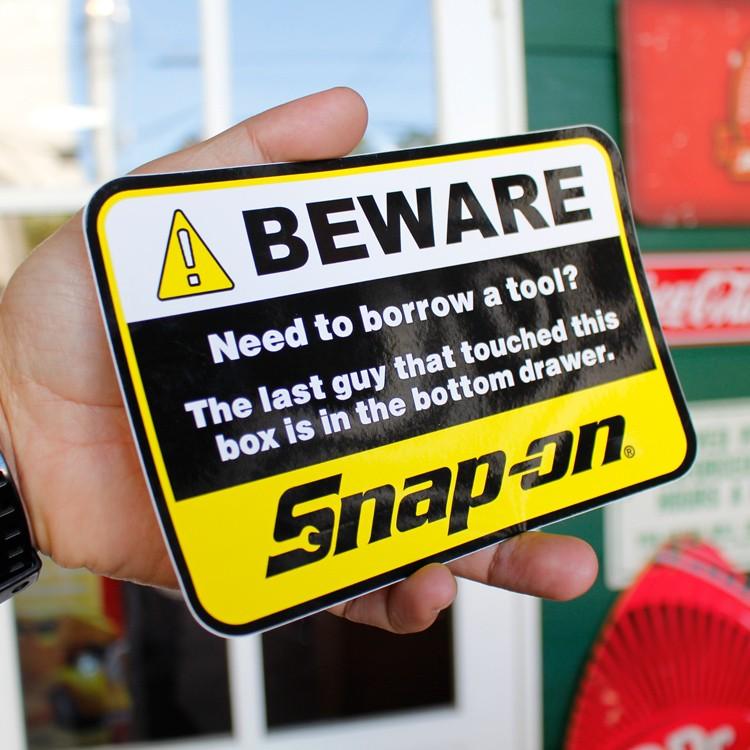 BEWARE
Need to borrow a tool?
The last guy that touched this
box is in the bottom drawer.
Snap-on®
Coca